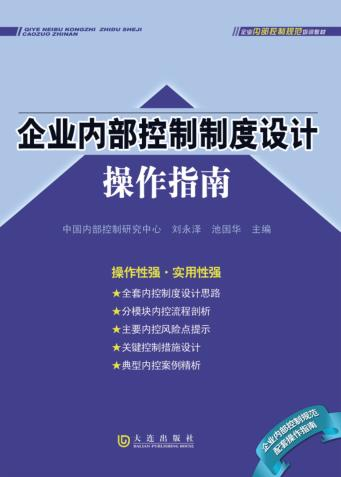 QIYE NEIBU KONGZHI ZHIDU SHEJI
CAOZUO ZHINAN
企业内部控制规范培训教材
企业内部控制制度设计
操作指南
中国内部控制研究中心 刘永泽 池国华 主编
操作性强·实用性强
★全套内控制度设计思路
★分模块内控流程剖析
★主要内控风险点提示
★关键控制措施设计
★典型内控案例精析
企业内部控制规范
配套操作指南
大连出版社